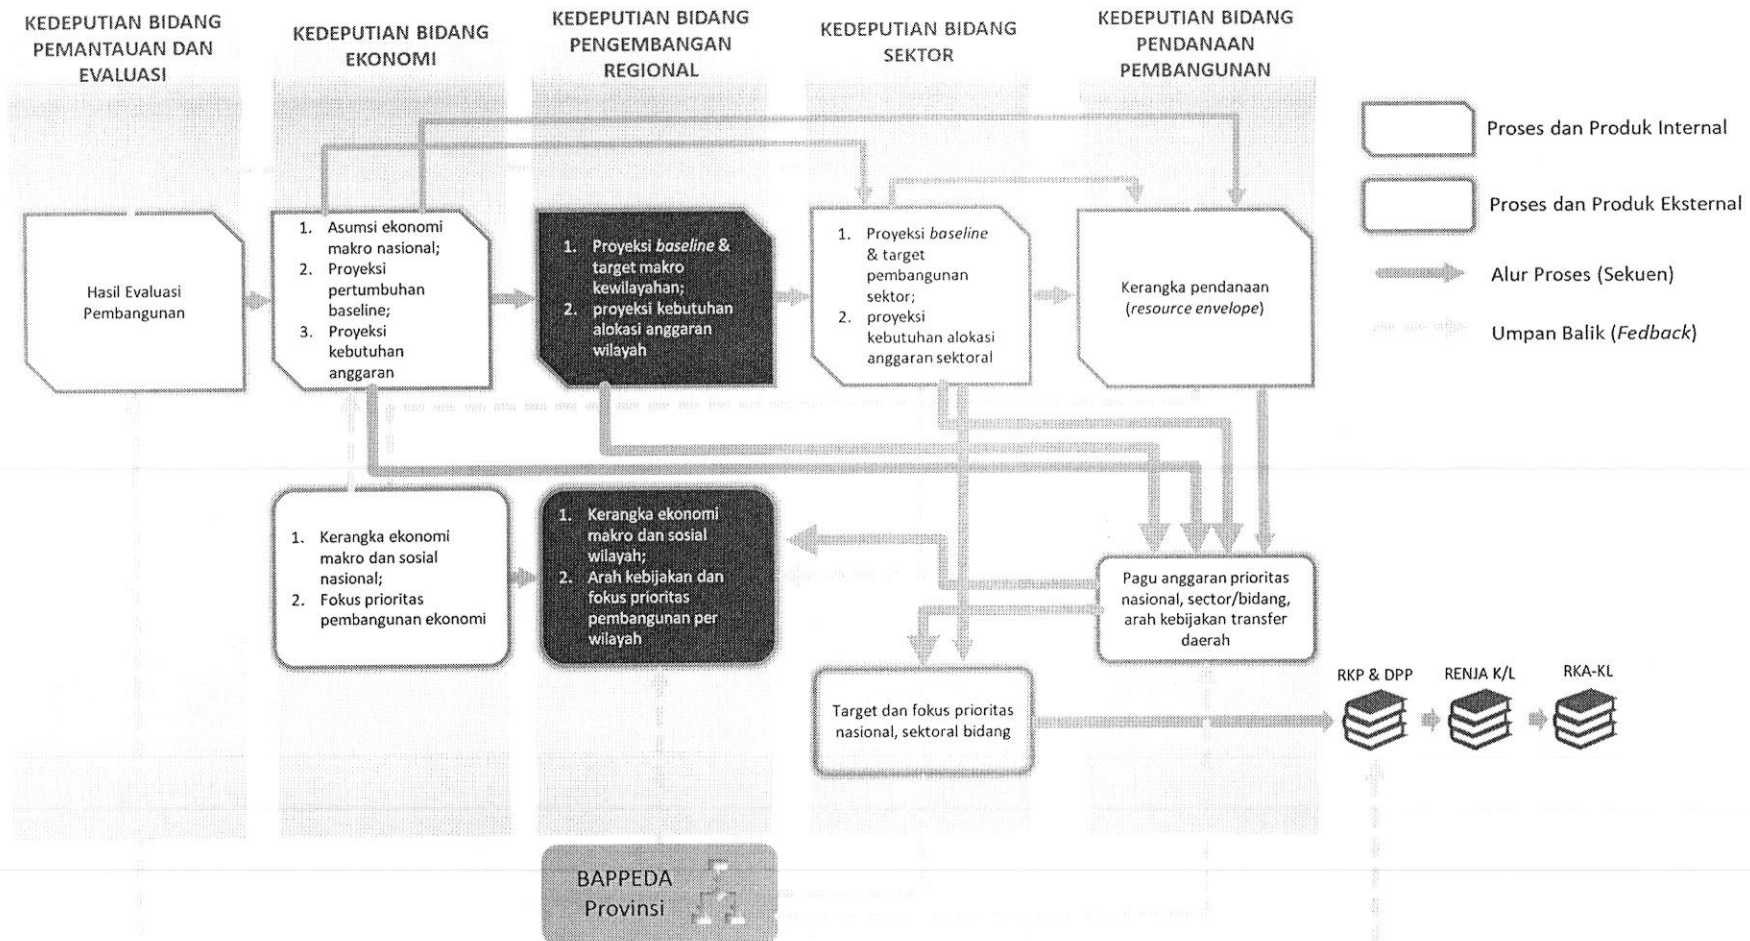 KEDEPUTIAN BIDANG
PEMANTAUAN DAN
EVALUASI
KEDEPUTIAN BIDANG
EKONOMI
KEDEPUTIAN BIDANG
PENGEMBANGAN
REGIONAL
KEDEPUTIAN BIDANG
SEKTOR
KEDEPUTIAN BIDANG
PENDANAAN
PEMBANGUNAN
Proses dan Produk Internal
Proses dan Produk Eksternal
Alur Proses (Sekuen)
Umpan Balik (Fedback)
Hasil Evaluasi
Pembangunan
1. Asumsi ekonomi
makro nasional;
2. Proyeksi
pertumbuhan
baseline;
3. Proyeksi
kebutuhan
anggaran
1. Proyeksi baseline &
target makro
kewilayahan;
2. proyeksi kebutuhan
alokasi anggaran
wilayah
1. Proyeksi baseline
& target
pembangunan
sektor;
2. proyeksi
kebutuhan alokasi
anggaran sektoral
Kerangka pendanaan
(resource envelope)
1. Kerangka ekonomi
makro dan sosial
nasional;
2. Fokus prioritas
pembangunan ekonomi
1. Kerangka ekonomi
makro dan sosial
wilayah;
2. Arah kebijakan dan
fokus prioritas
pembangunan per
wilayah
Pagu anggaran prioritas
nasional, sector/bidang,
arah kebijakan transfer
daerah
Target dan fokus prioritas
nasional, sektoral bidang
RKP & DPP
RENJA K/L
RKA-KL
BAPPEDA
Provinsi